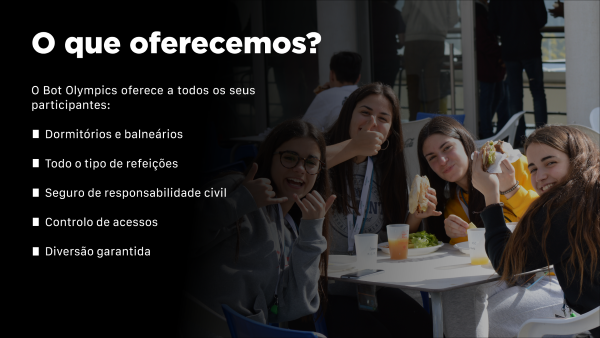 O que oferecemos?
O Bot Olympics oferece a todos os seus
participantes:
Dormitórios e balneários
Todo o tipo de refeições
Seguro de responsabilidade civil
Controlo de acessos
Diversão garantida